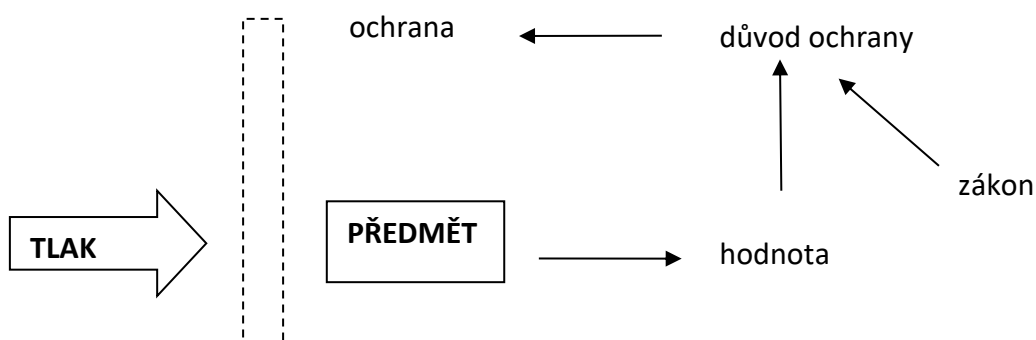 ochrana
důvod ochrany
zákon
TLAK
PŘEDMĚT
hodnota